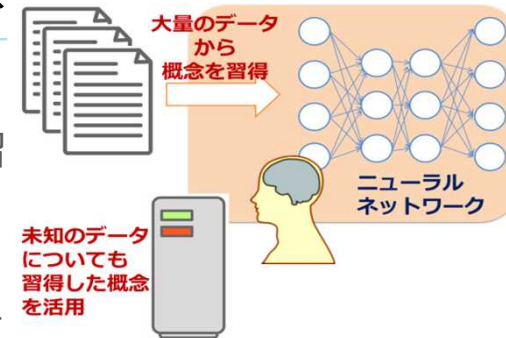 大量のデータ
から
概念を習得
ニューラル
ネットワーク
未知のデータ
についても
習得した概念
を活用